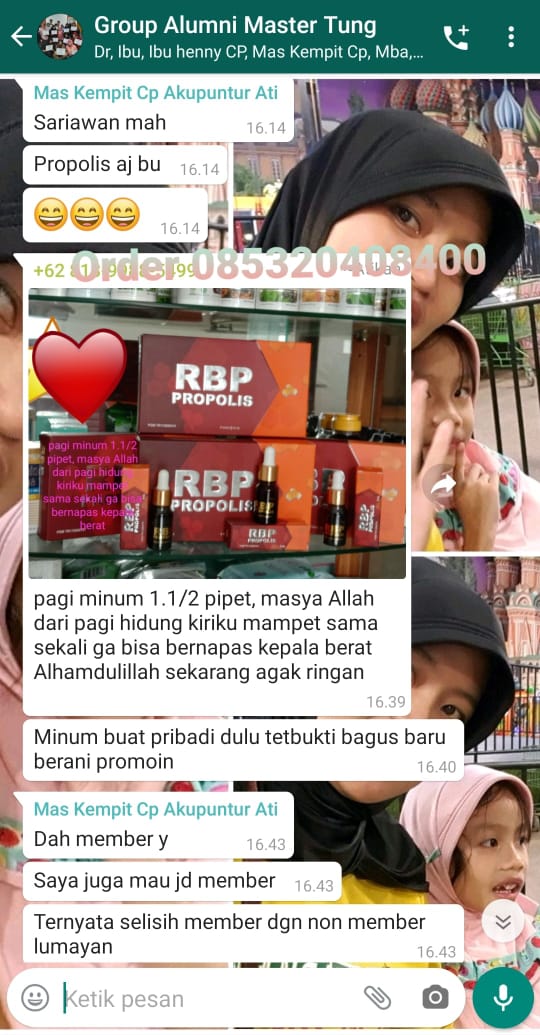 Group Alumni Master Tung
Dr, Ibu, Ibu henny CP, Mas Kempit Cp, Mba,...
Mas Kempit Cp Akupuntur Ati
Sariawan mah
16.14
Propolis aj bu
16.14
😄😄😄
16.14
Order 085320408400
+62
RBP
PROPOLIS
RBP
PROPOLIS
RBP
PROPOLIS
RBP
pagi minum 1.1/2
pipet, masya Allah
dari pagi hidung
kiriku mampet
sama sekali ga bisa
bernapas kepala
berat
pagi minum 1.1/2 pipet, masya Allah
dari pagi hidung kiriku mampet sama
sekali ga bisa bernapas kepala berat
Alhamdulillah sekarang agak ringan
16.39
Minum buat pribadi dulu tetbukti bagus baru
berani promoin
16.40
Mas Kempit Cp Akupuntur Ati
Dah member y
16.43
Saya juga mau jd member
16.43
Ternyata selisih member dgn non member
lumayan
16.43
Ketik pesan